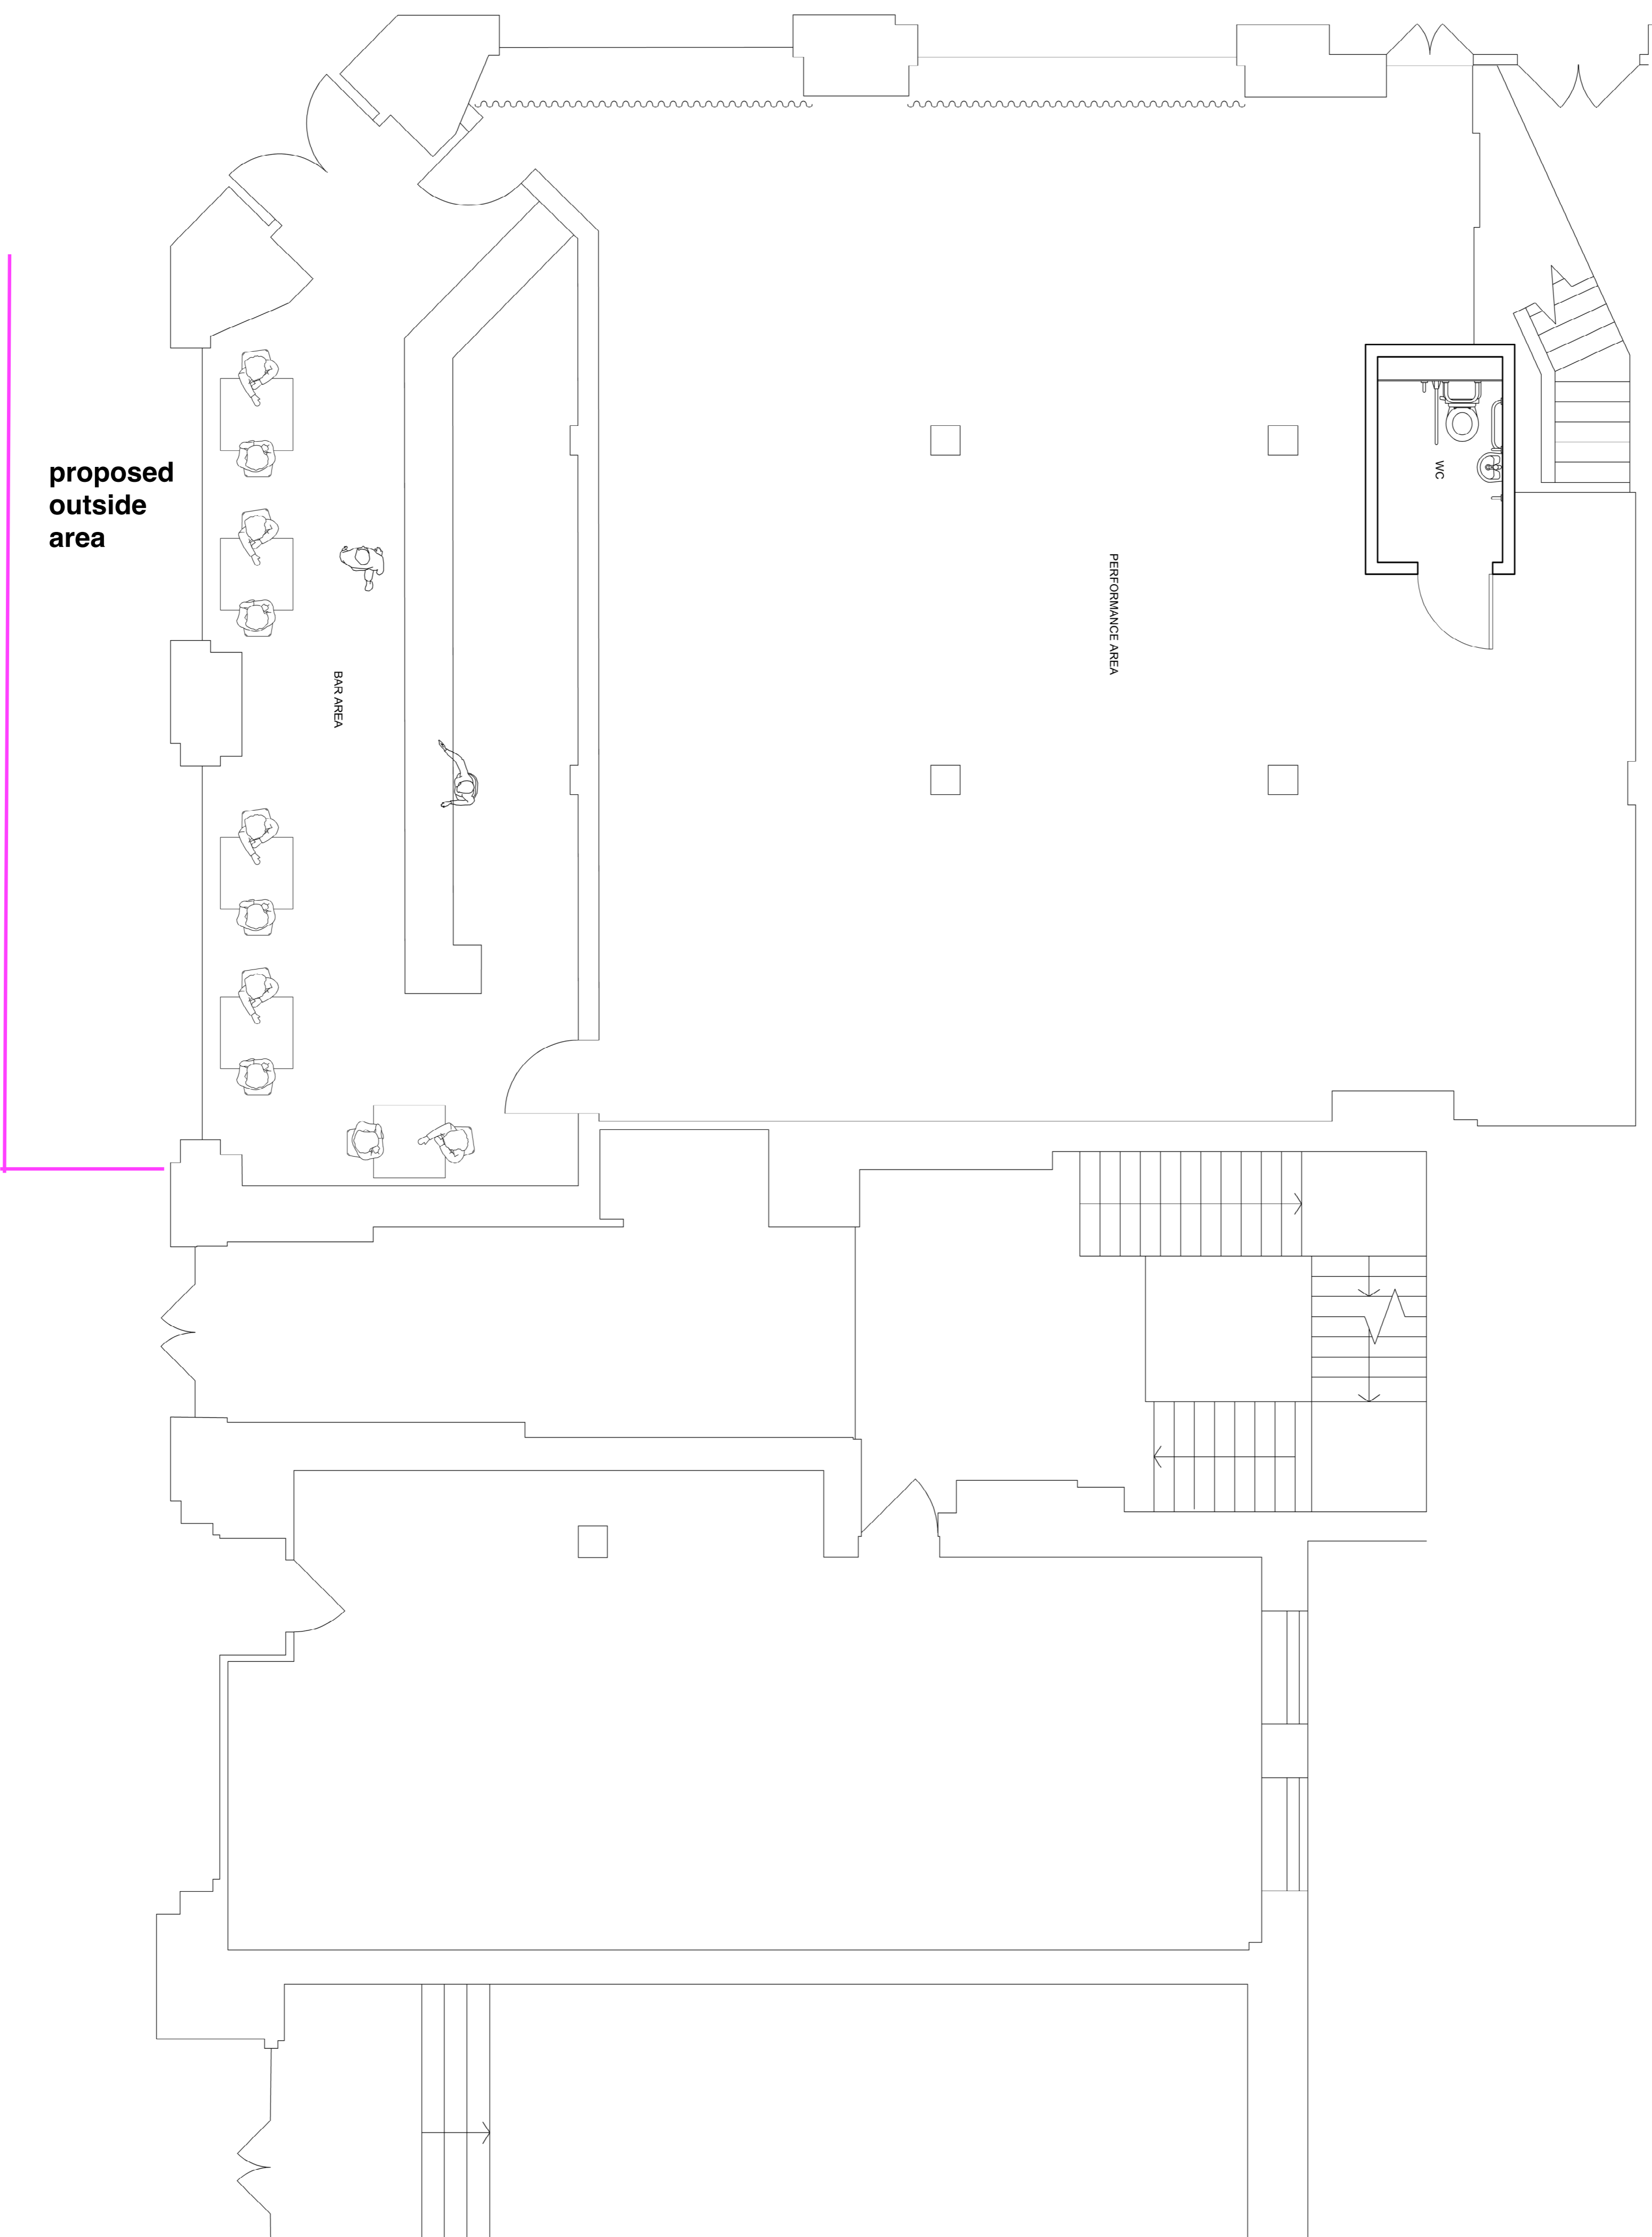 proposed
outside
area
WC
PERFORMANCE AREA
BAR AREA